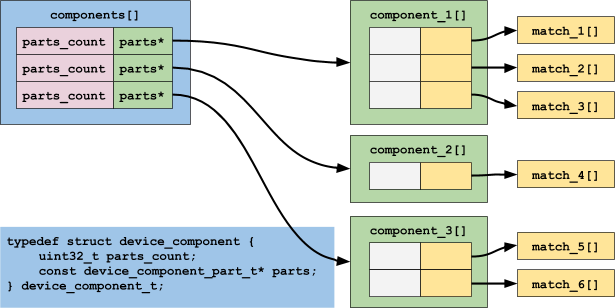 components[]
parts_count parts*
parts_count parts*
parts_count parts*
component_1[]
match_1[]
match_2[]
match_3[]
component_2[]
match_4[]
component_3[]
match_5[]
match_6[]
typedef struct device_component {
    uint32_t parts_count;
    const device_component_part_t* parts;
} device_component_t;